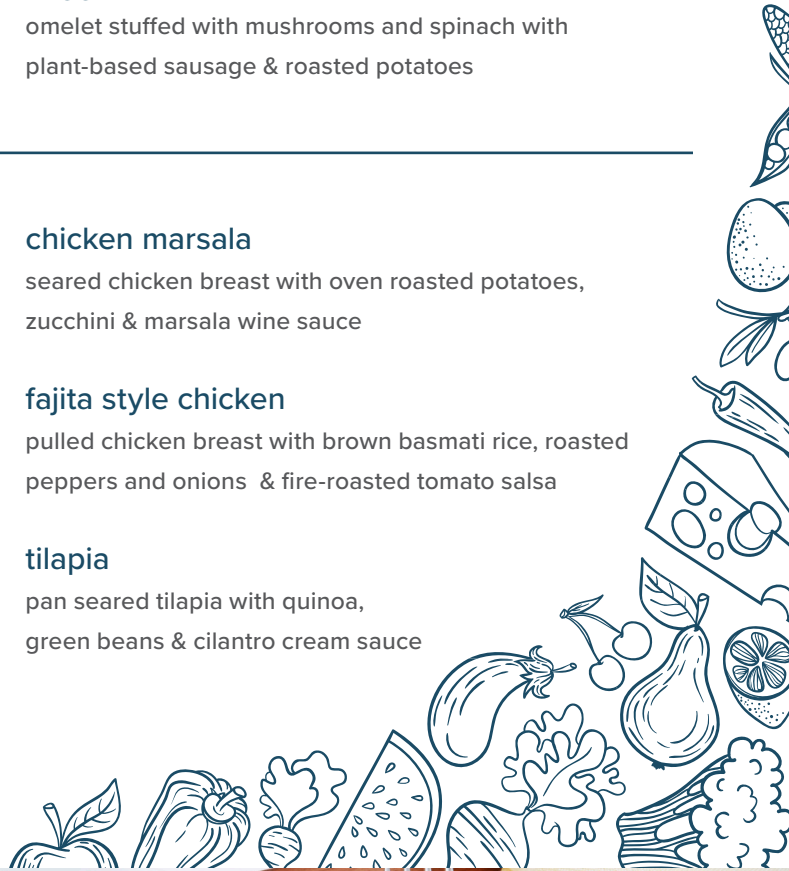 omelet stuffed with mushrooms and spinach with
plant-based sausage & roasted potatoes
chicken marsala
seared chicken breast with oven roasted potatoes,
zucchini & marsala wine sauce
fajita style chicken
pulled chicken breast with brown basmati rice, roasted
peppers and onions  & fire-roasted tomato salsa
tilapia
pan seared tilapia with quinoa,
green beans & cilantro cream sauce